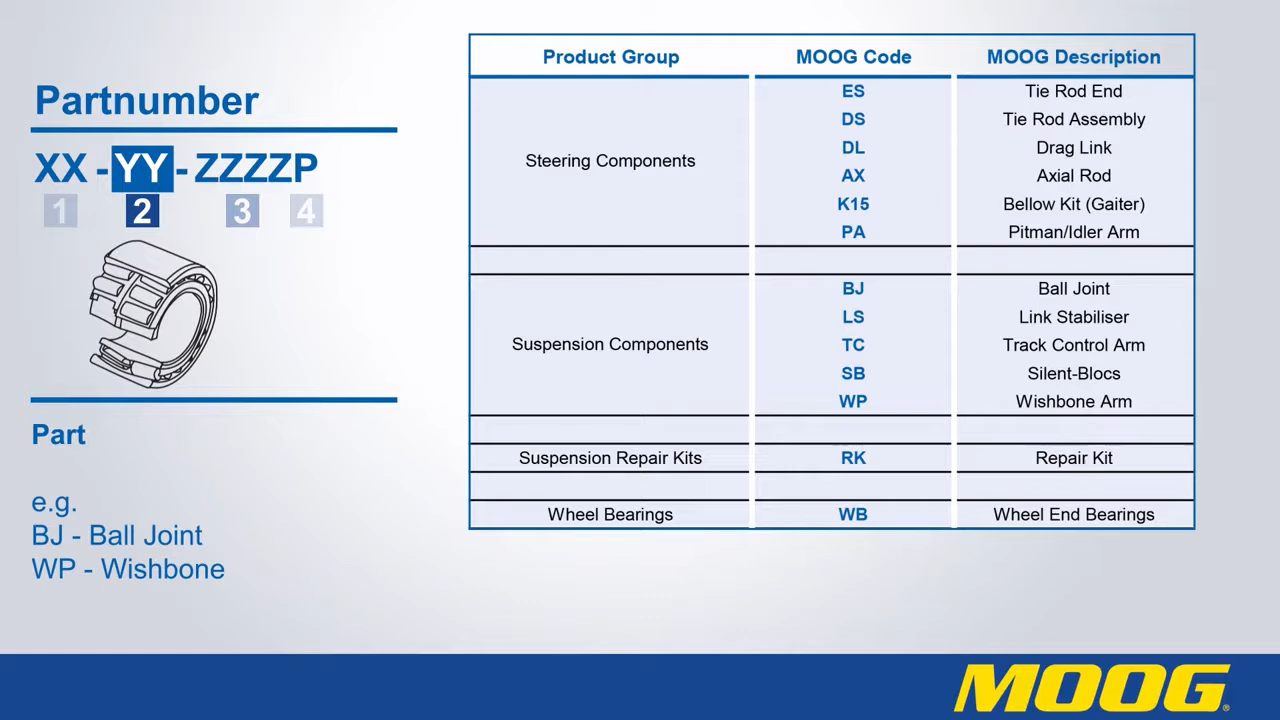 Partnumber
XX -YY- ZZZZP
1 2 3 4
Part
e.g.
BJ - Ball Joint
WP - Wishbone
Product Group MOOG Code MOOG Description
Steering Components
ES Tie Rod End
DS Tie Rod Assembly
DL Drag Link
AX Axial Rod
K15 Bellow Kit (Gaiter)
PA Pitman/Idler Arm
Suspension Components
BJ Ball Joint
LS Link Stabiliser
TC Track Control Arm
SB Silent-Blocs
WP Wishbone Arm
Suspension Repair Kits RK Repair Kit
Wheel Bearings WB Wheel End Bearings
MOOG®